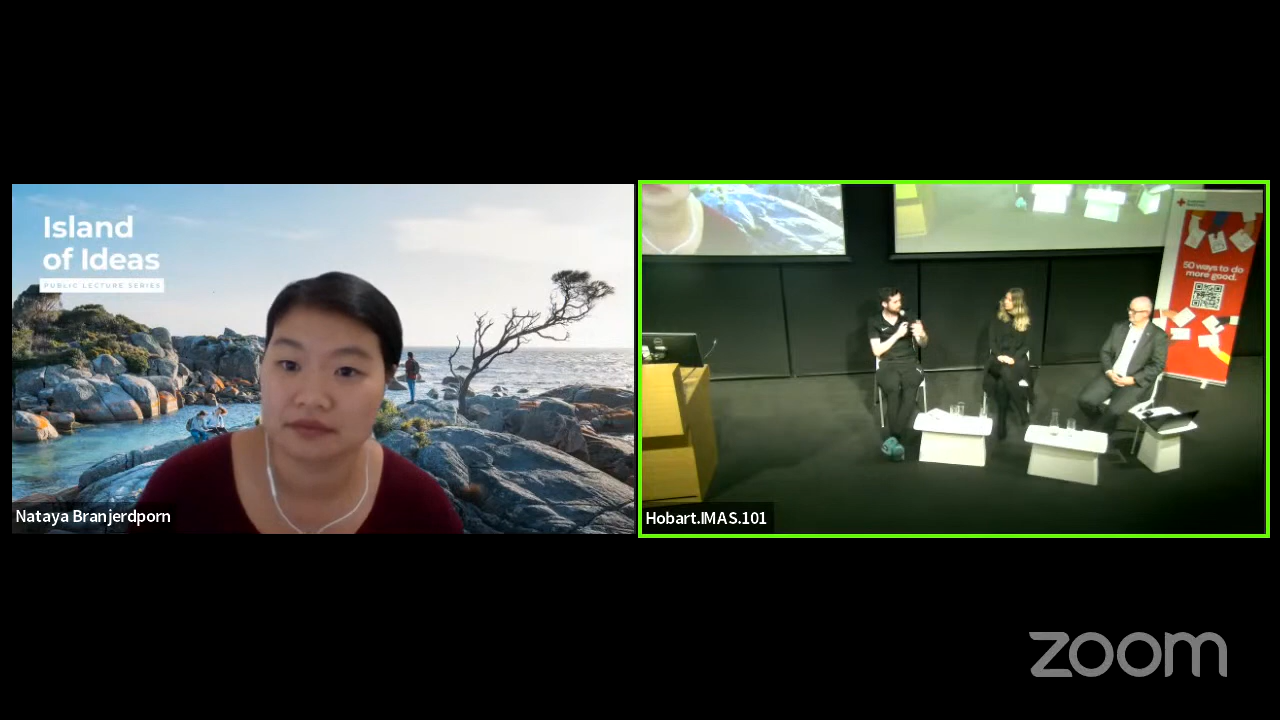 Island
of Ideas
PUBLIC LECTURE SERIES
Nataya Branjerdporn
50 ways to do
more good.
Hobart.IMAS.101
zoom